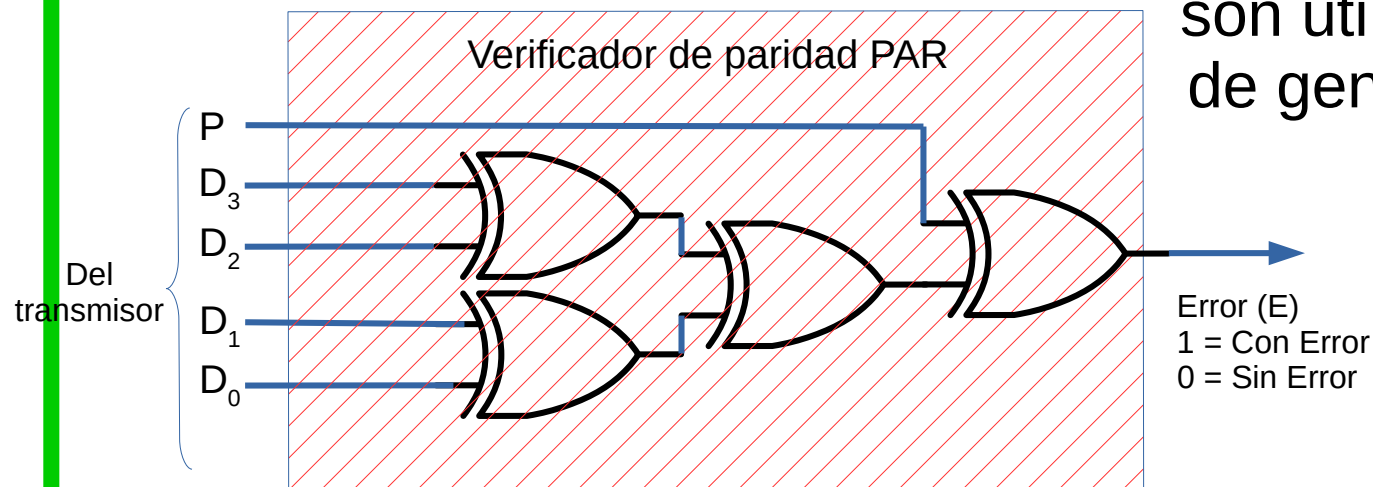 son uti
de gen
Verificador de paridad PAR
P
D3
D2
D1
D0
Del
transmisor
Error (E)
1 = Con Error
0 = Sin Error